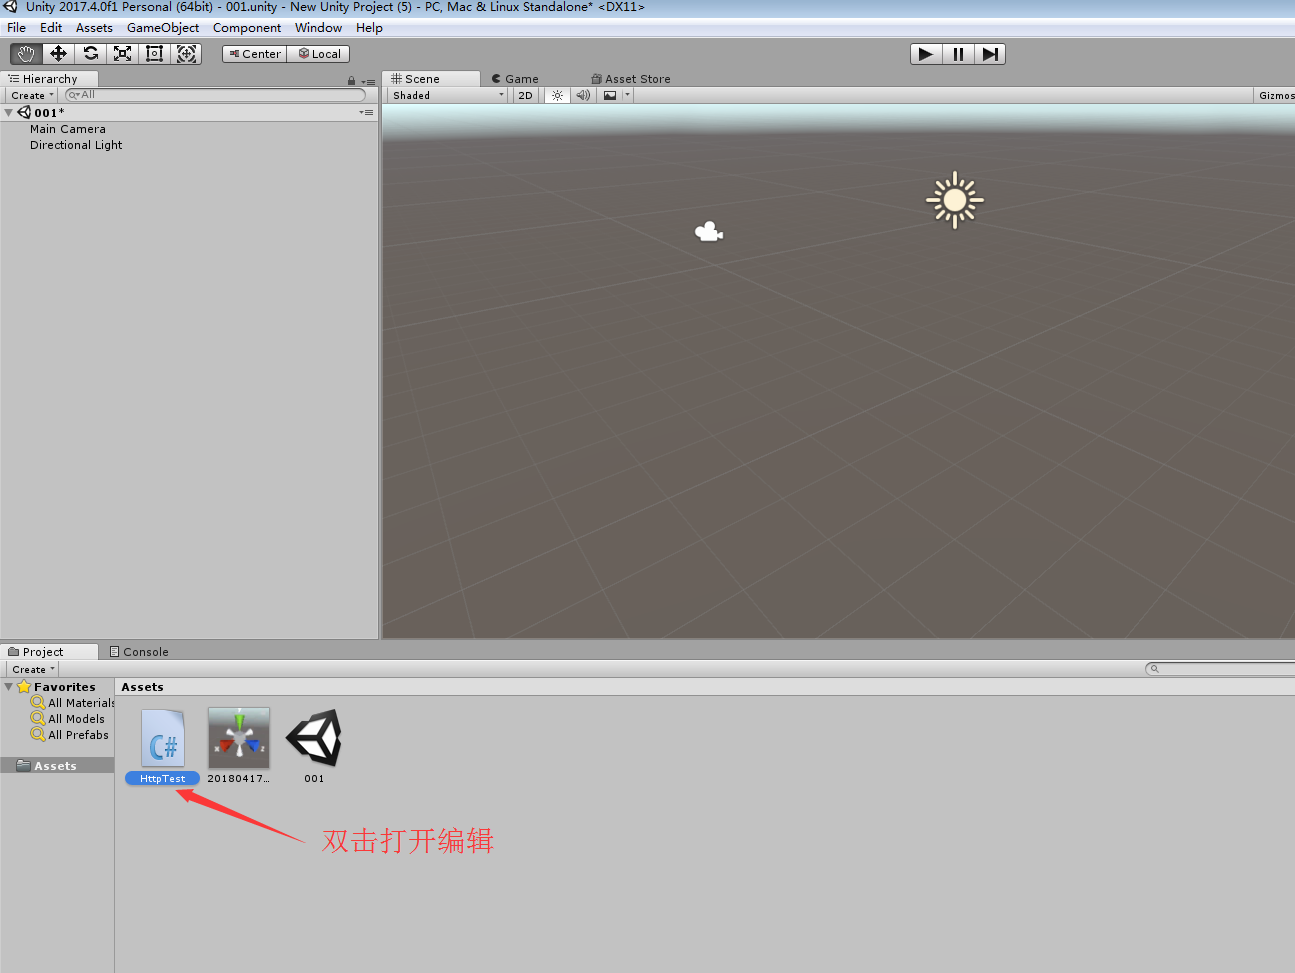 Unity 2017.4.0f1 Personal (64bit) - 001.unity - New Unity Project (5) - PC, Mac & Linux Standalone* <DX11>
File Edit Assets GameObject Component Window Help
Center Local
Hierarchy
Scene Game Asset Store
Create All
Shaded 2D Gizmos
001*
Main Camera
Directional Light
Project Console
Create
Favorites
All Materials
All Models
All Prefabs
Assets
Assets
C#
HttpTest 20180417... 001
双击打开编辑